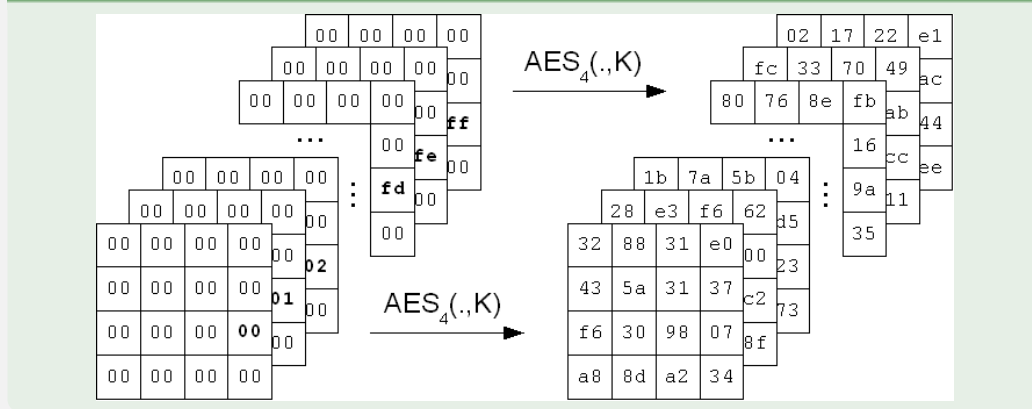 00 00 00 00 02 17 22 e1
00 00 00 00 00 AES4(.,K) fc 33 70 49 ac
00 00 00 00 00 ff 80 76 8e fb ab 44
... 00 fe 00 ... 16 cc ee
00 00 00 00 ⋮ fd 00 1b 7a 5b 04 ⋮ 9a 11
00 00 00 00 00 00 28 e3 f6 62 d5 35
00 00 00 00 00 02 32 88 31 e0 00 23
00 00 00 00 01 00 AES4(.,K) 43 5a 31 37 c2 73
00 00 00 00 00 f6 30 98 07 8f
00 00 00 00 a8 8d a2 34